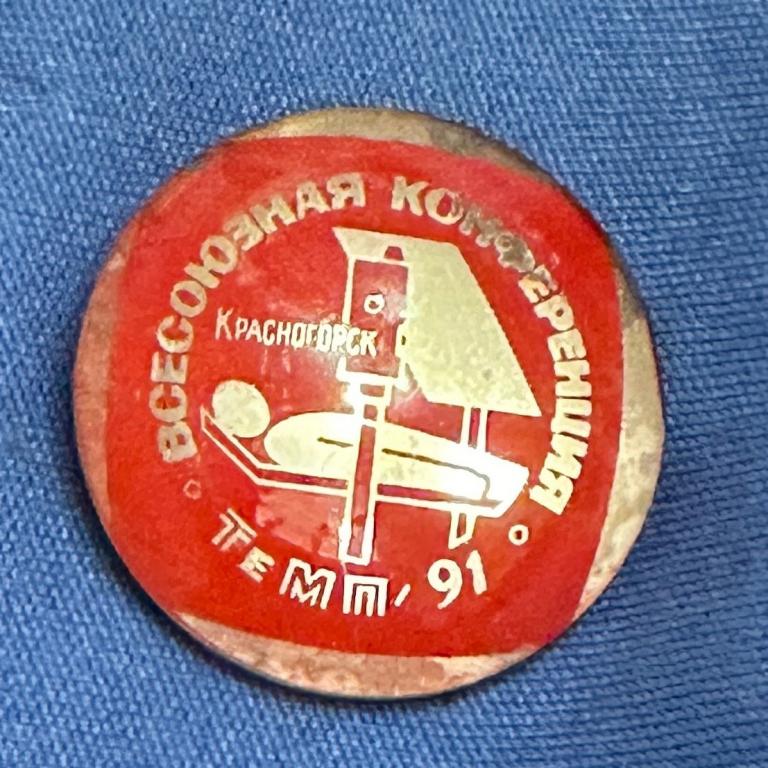 ВСЕСОЮЗНАЯ КОНФЕРЕНЦИЯ
КРАСНОГОРСК
ТеМП'91